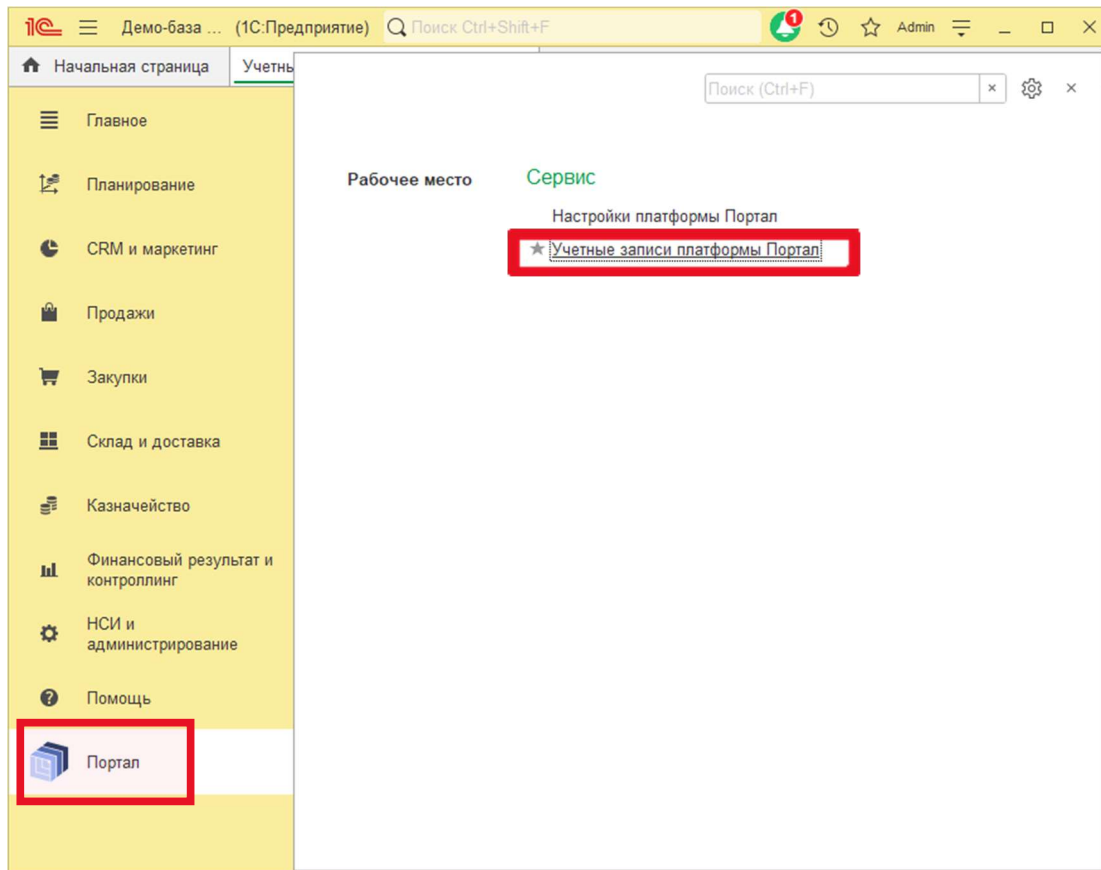 1С Демо-база ... (1С:Предприятие) Поиск Ctrl+Shift+F 1 Admin
Начальная страница Учетны
Поиск (Ctrl+F)
Главное
Планирование
CRM и маркетинг
Продажи
Закупки
Склад и доставка
Казначейство
Финансовый результат и
контроллинг
НСИ и
администрирование
Помощь
Портал
Рабочее место
Сервис
Настройки платформы Портал
Учетные записи платформы Портал